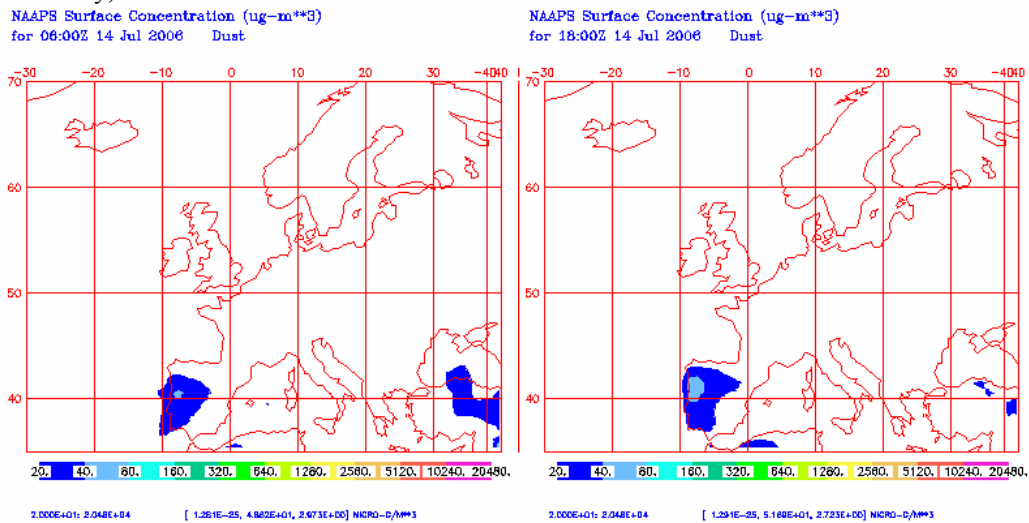 NAAPS Surface Concentration (ug-m**3)
for 06:00Z 14 Jul 2006 Dust
-30 -20 -10 0 10 20 30 -4040
70
60
50
40
20. 40. 80. 160. 320. 640. 1280. 2560. 5120. 10240. 20480.
2.000E+01: 2.048E+04 [ 1.281E-25, 4.862E+01, 2.973E+00] MICRO-G/M**3
NAAPS Surface Concentration (ug-m**3)
for 18:00Z 14 Jul 2006 Dust
-30 -20 -10 0 10 20 30 -4040
70
60
50
40
20. 40. 80. 160. 320. 640. 1280. 2560. 5120. 10240. 20480.
2.000E+01: 2.048E+04 [ 1.291E-25, 5.169E+01, 2.723E+00] MICRO-G/M**3